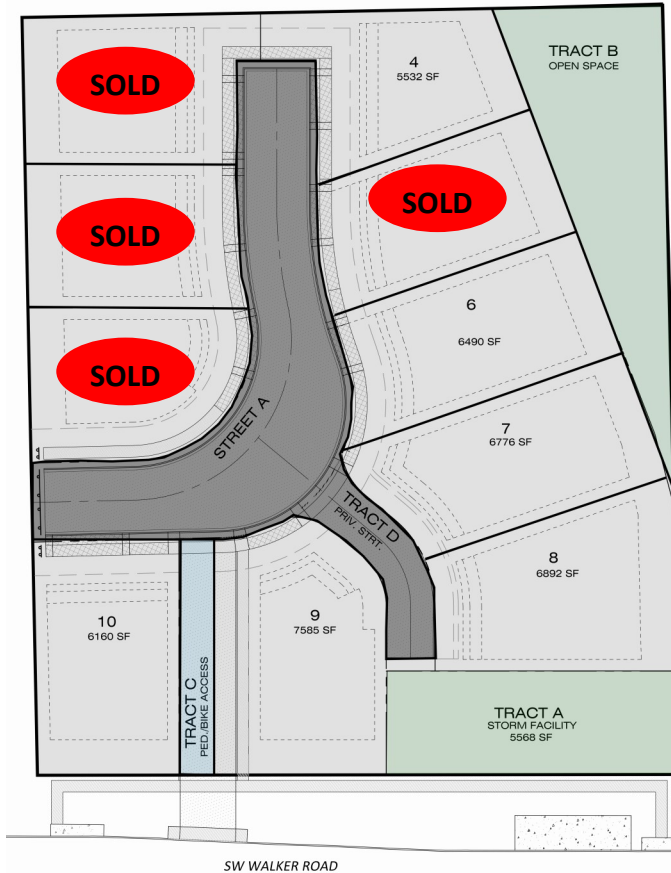 SOLD
4
5532 SF
TRACT B
OPEN SPACE
SOLD
SOLD
6
6490 SF
SOLD
STREET A
7
6776 SF
TRACT D
PRIV. STRT.
8
6892 SF
10
6160 SF
9
7585 SF
TRACT C
PED./BIKE ACCESS
TRACT A
STORM FACILITY
5568 SF
SW WALKER ROAD